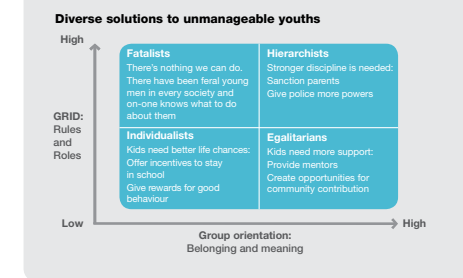 Diverse solutions to unmanageable youths
High
Fatalists
There's nothing we can do.
There have been feral young
men in every society and
on-one knows what to do
about them
Hierarchists
Stronger discipline is needed:
Sanction parents
Give police more powers
GRID:
Rules
and
Roles
Individualists
Kids need better life chances:
Offer incentives to stay
in school
Give rewards for good
behaviour
Egalitarians
Kids need more support:
Provide mentors
Create opportunities for
community contribution
Low
High
Group orientation:
Belonging and meaning